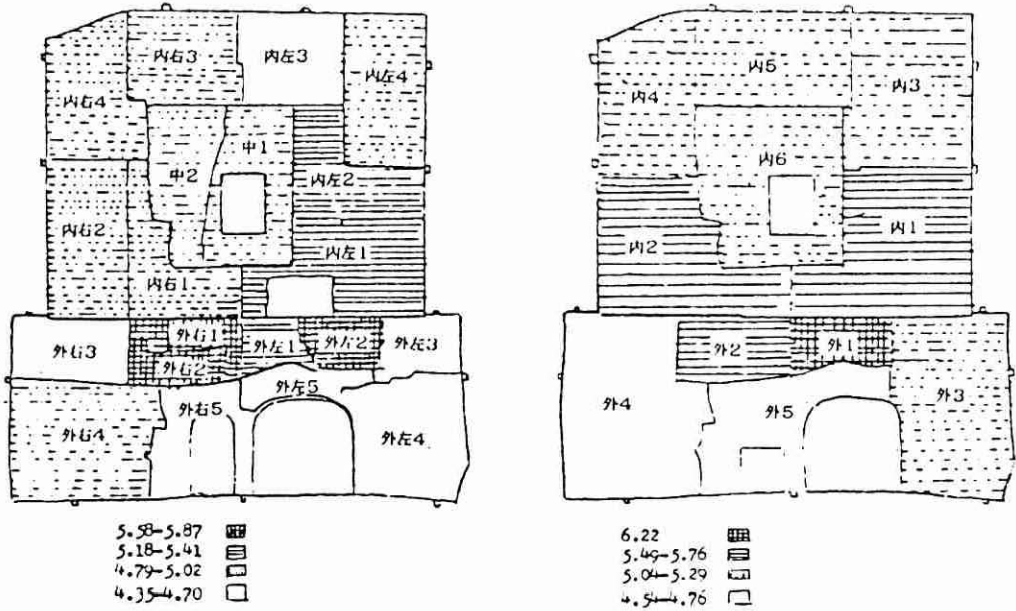 内右3
内左3
内左4
内右4
中1
中2
内左2
内右2
内左1
内右1
外右3
外右1
外左1
外左2
外左3
外右2
外左5
外右4
外右5
外左4
5.58-5.87
5.18-5.41
4.79-5.02
4.35-4.70
内5
内3
内4
内6
内1
内2
外2
外1
外4
外5
外3
6.22
5.49-5.76
5.04-5.29
4.54-4.76